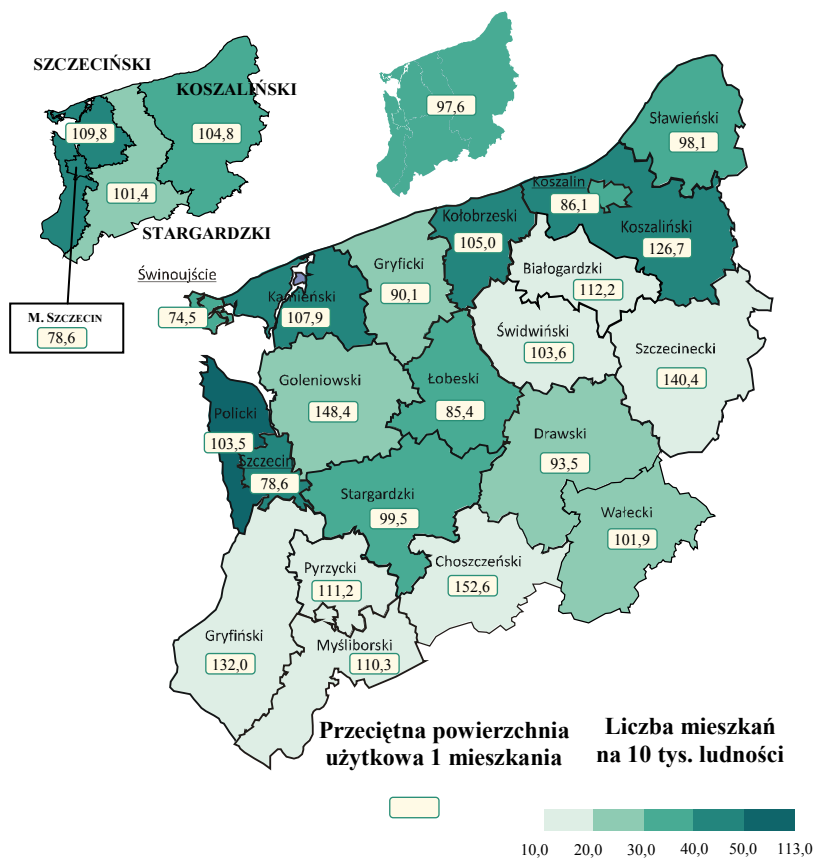 SZCZECIŃSKI
KOSZALIŃSKI
109,8
104,8
101,4
STARGARDZKI
M. SZCZECIN
78,6
97,6
Sławieński
98,1
Koszalin
86,1
Koszaliński
126,7
Kołobrzeski
105,0
Białogardzki
112,2
Świnoujście
74,5
Kamieński
107,9
Gryficki
90,1
Świdwiński
103,6
Szczecinecki
140,4
Goleniowski
148,4
Łobeski
85,4
Policki
103,5
Szczecin
78,6
Drawski
93,5
Stargardzki
99,5
Wałecki
101,9
Pyrzycki
111,2
Choszczeński
152,6
Gryfiński
132,0
Myśliborski
110,3
Przeciętna powierzchnia
użytkowa 1 mieszkania
Liczba mieszkań
na 10 tys. ludności
10,0 20,0 30,0 40,0 50,0 113,0